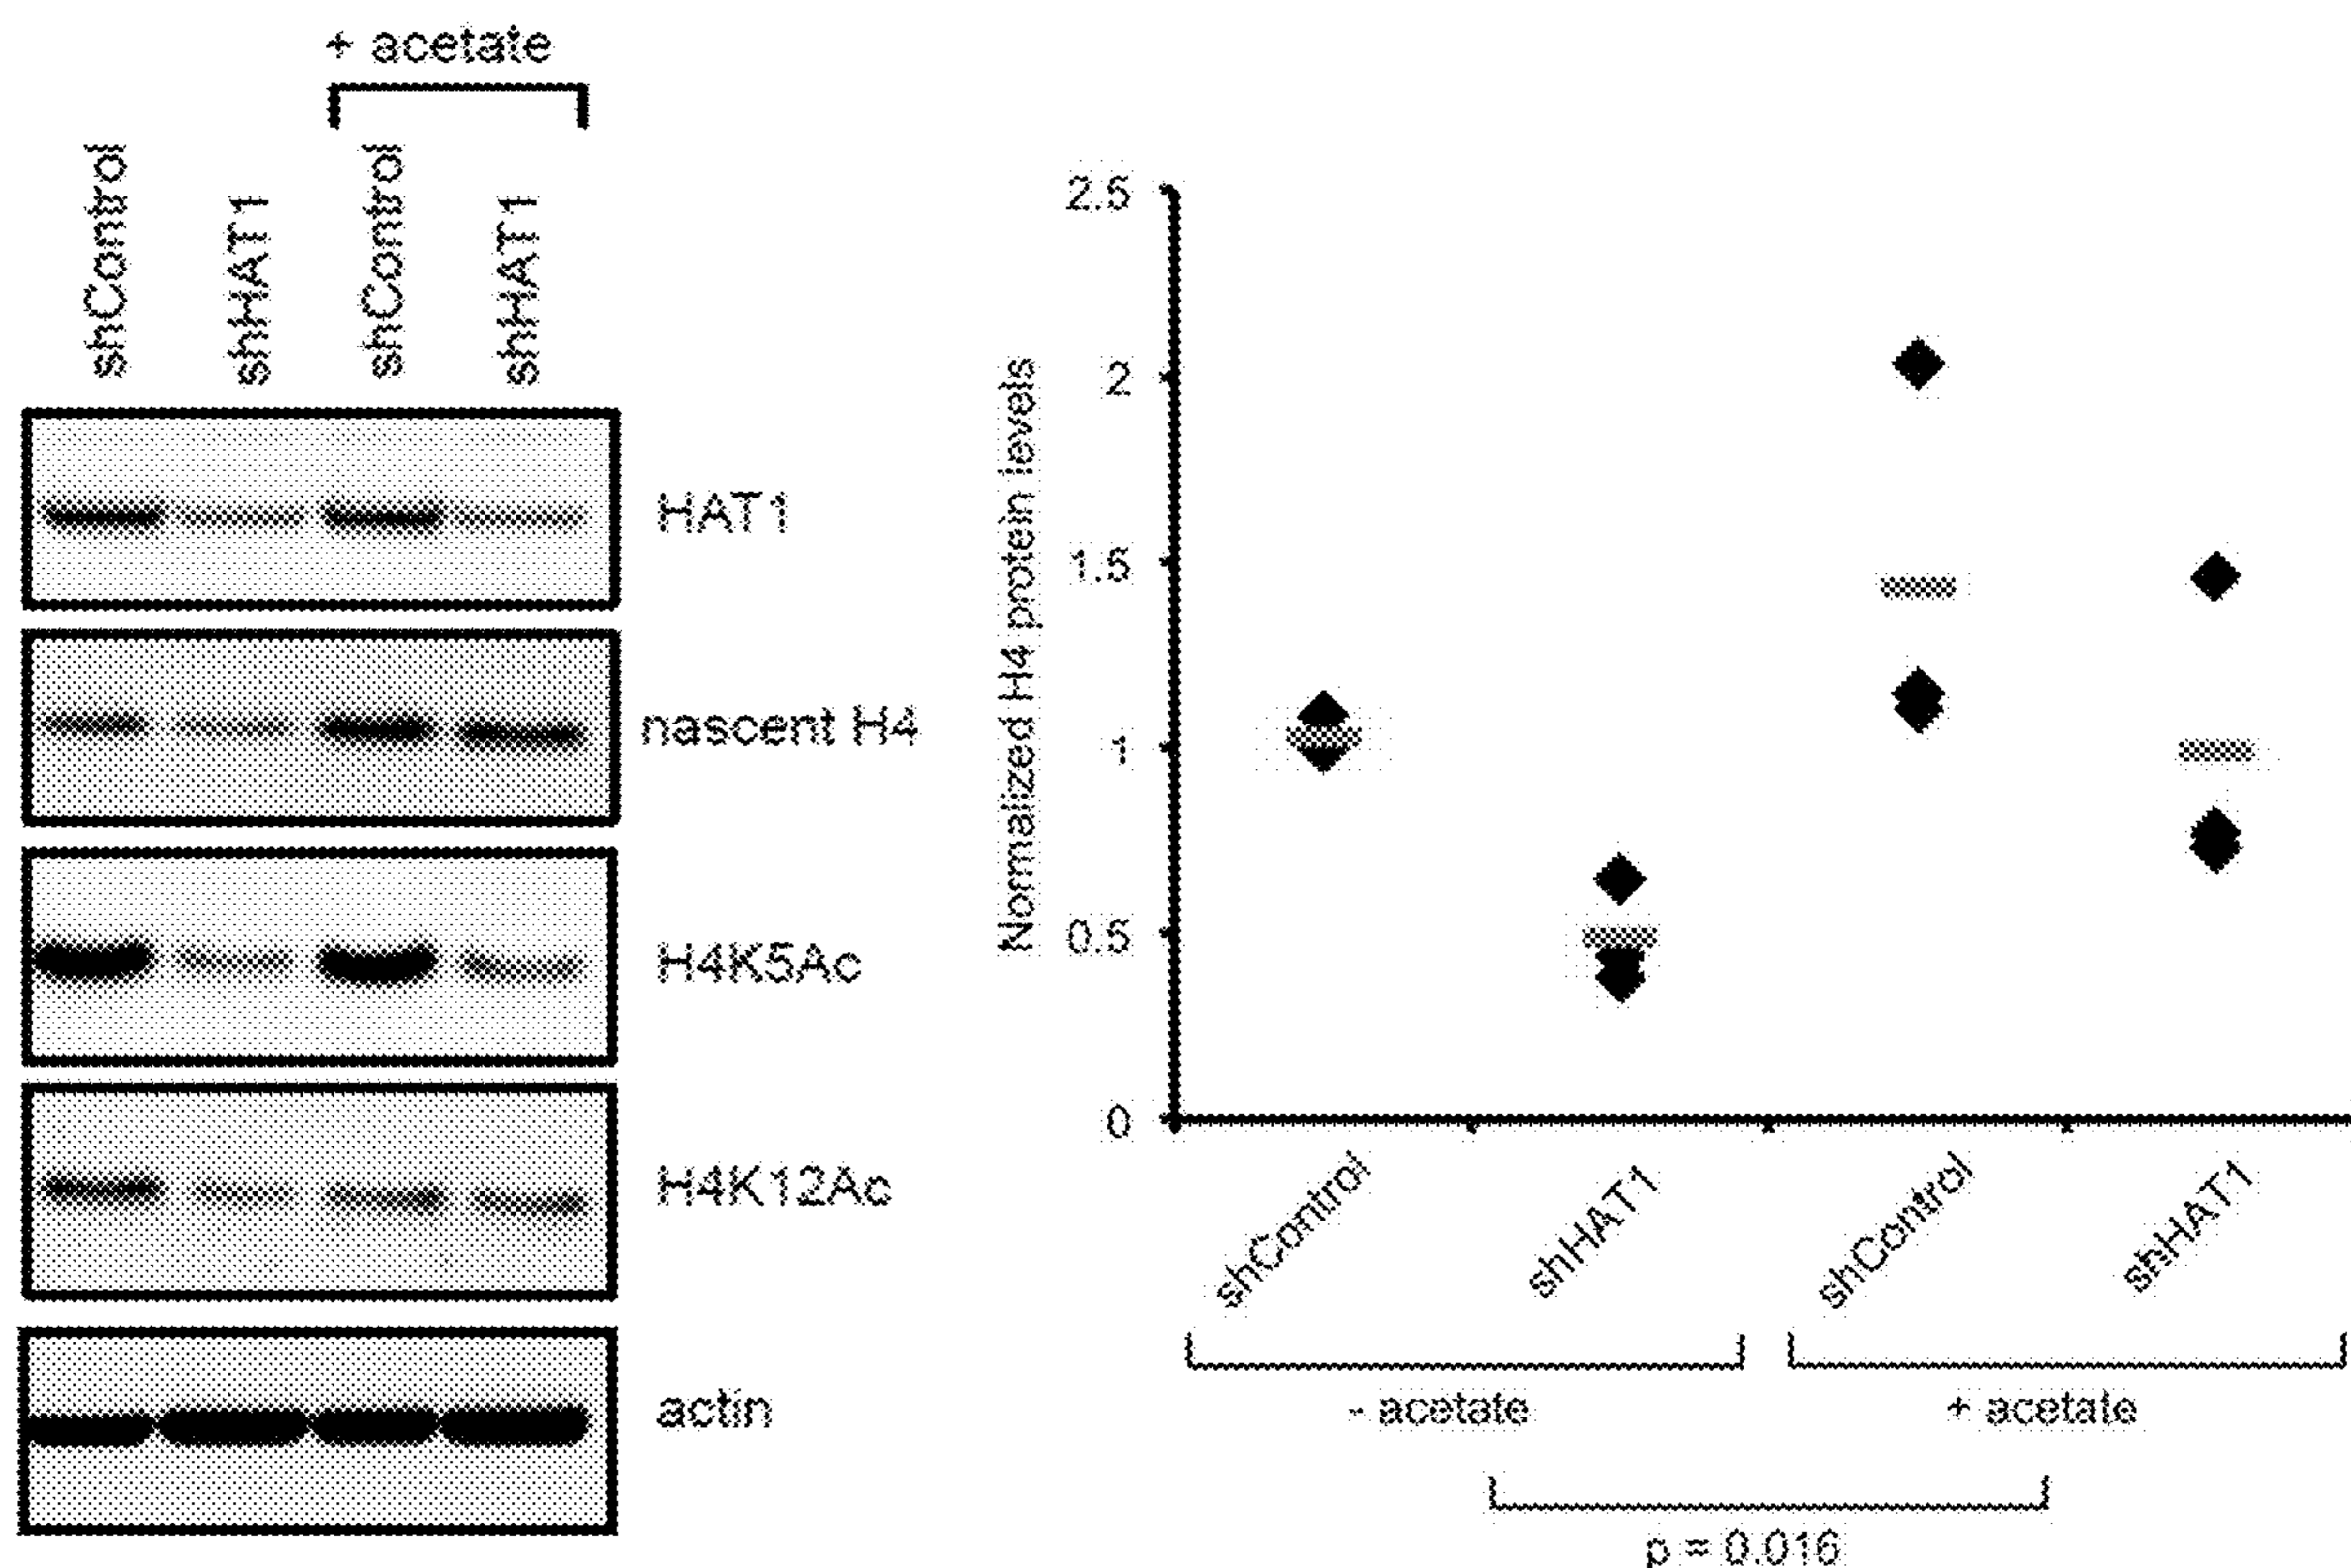 + acetate
shControl
shHAT1
shControl
shHAT1
HAT1
nascent H4
H4K5Ac
H4K12Ac
actin
Normalized H4 protein levels
2.5
2
1.5
1
0.5
0
shControl
shHAT1
shControl
shHAT1
- acetate
+ acetate
p = 0.016